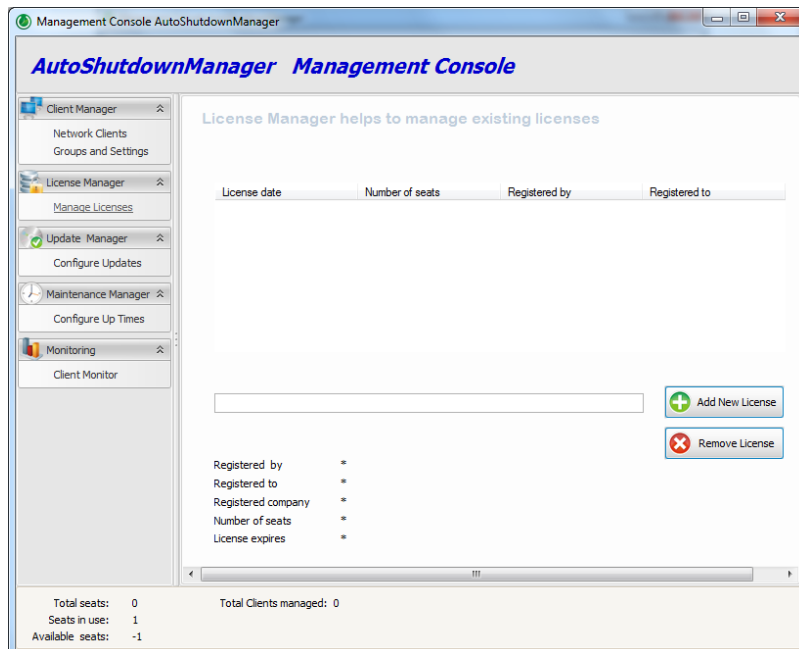 Management Console AutoShutdownManager
AutoShutdownManager Management Console
Client Manager
Network Clients
Groups and Settings
License Manager
Manage Licenses
Update Manager
Configure Updates
Maintenance Manager
Configure Up Times
Monitoring
Client Monitor
License Manager helps to manage existing licenses
License date Number of seats Registered by Registered to
Add New License
Remove License
Registered by *
Registered to *
Registered company *
Number of seats *
License expires *
Total seats: 0 Total Clients managed: 0
Seats in use: 1
Available seats: -1